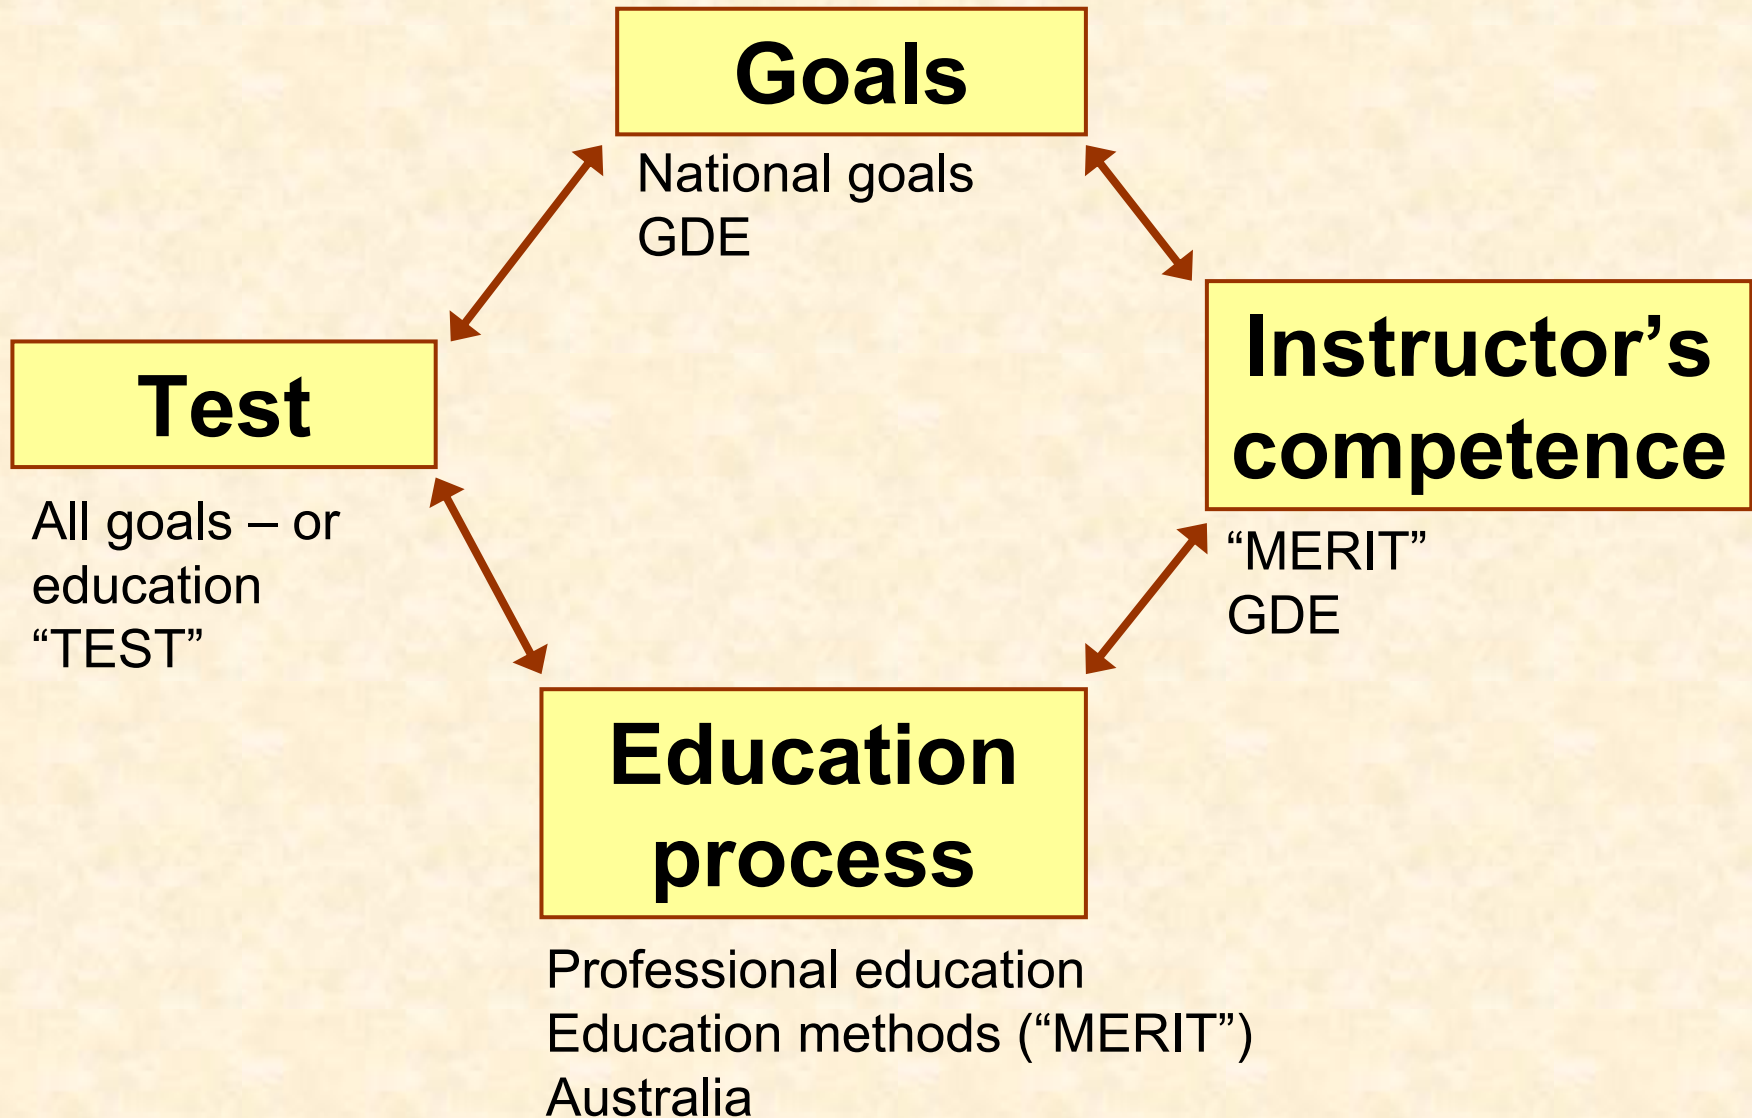 Goals
National goals
GDE
Test
All goals – or
education
“TEST”
Instructor’s
competence
“MERIT”
GDE
Education
process
Professional education
Education methods (“MERIT”)
Australia